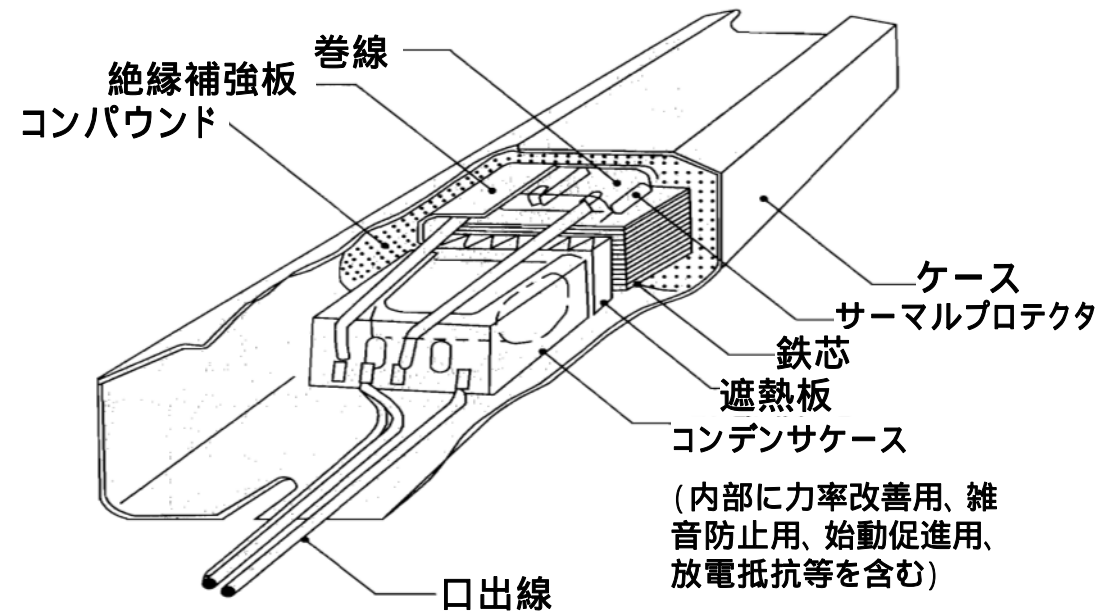 巻線
絶縁補強板
コンパウンド
ケース
サーマルプロテクタ
鉄芯
遮熱板
コンデンサケース
(内部に力率改善用、雑
音防止用、始動促進用、
放電抵抗等を含む)
口出線